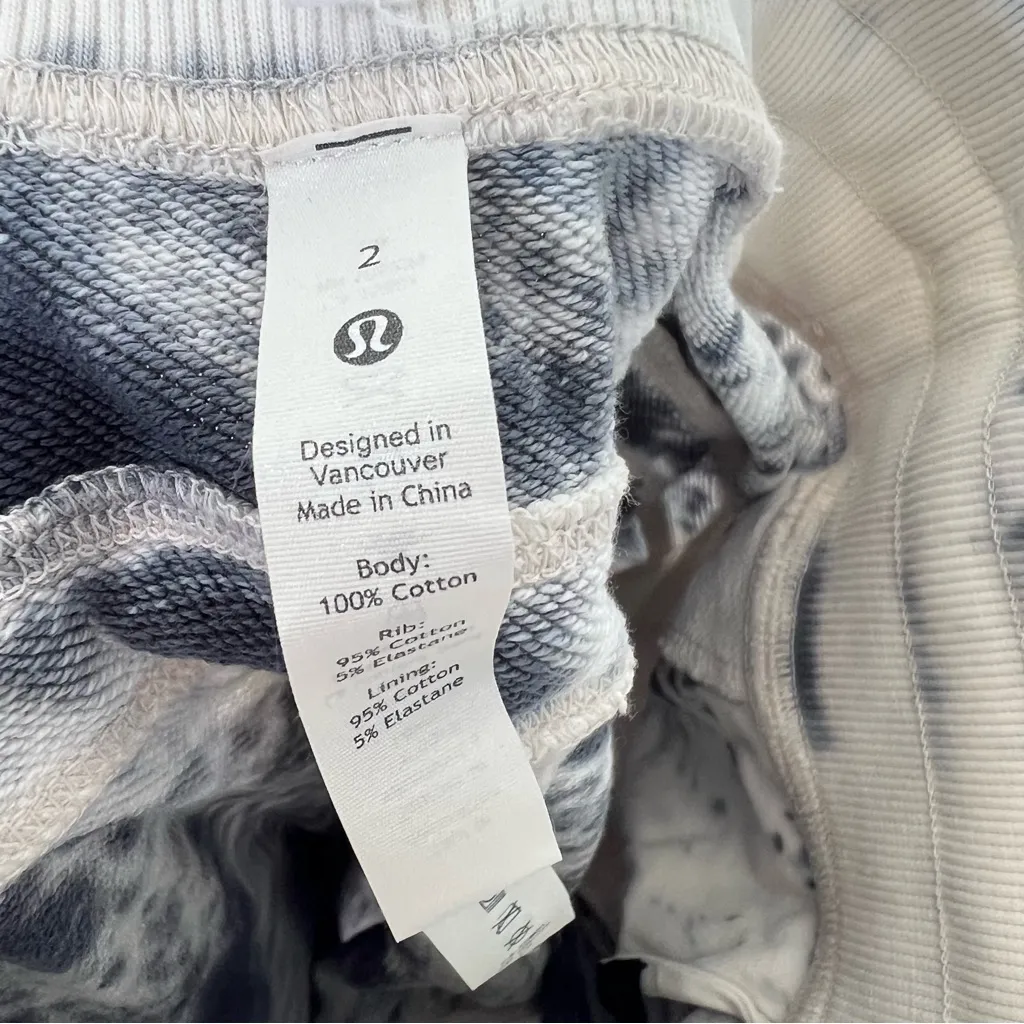 2
Designed in
Vancouver
Made in China
Body:
100% Cotton
Rib:
95% Cotton
5% Elastane
Lining:
95% Cotton
5% Elastane